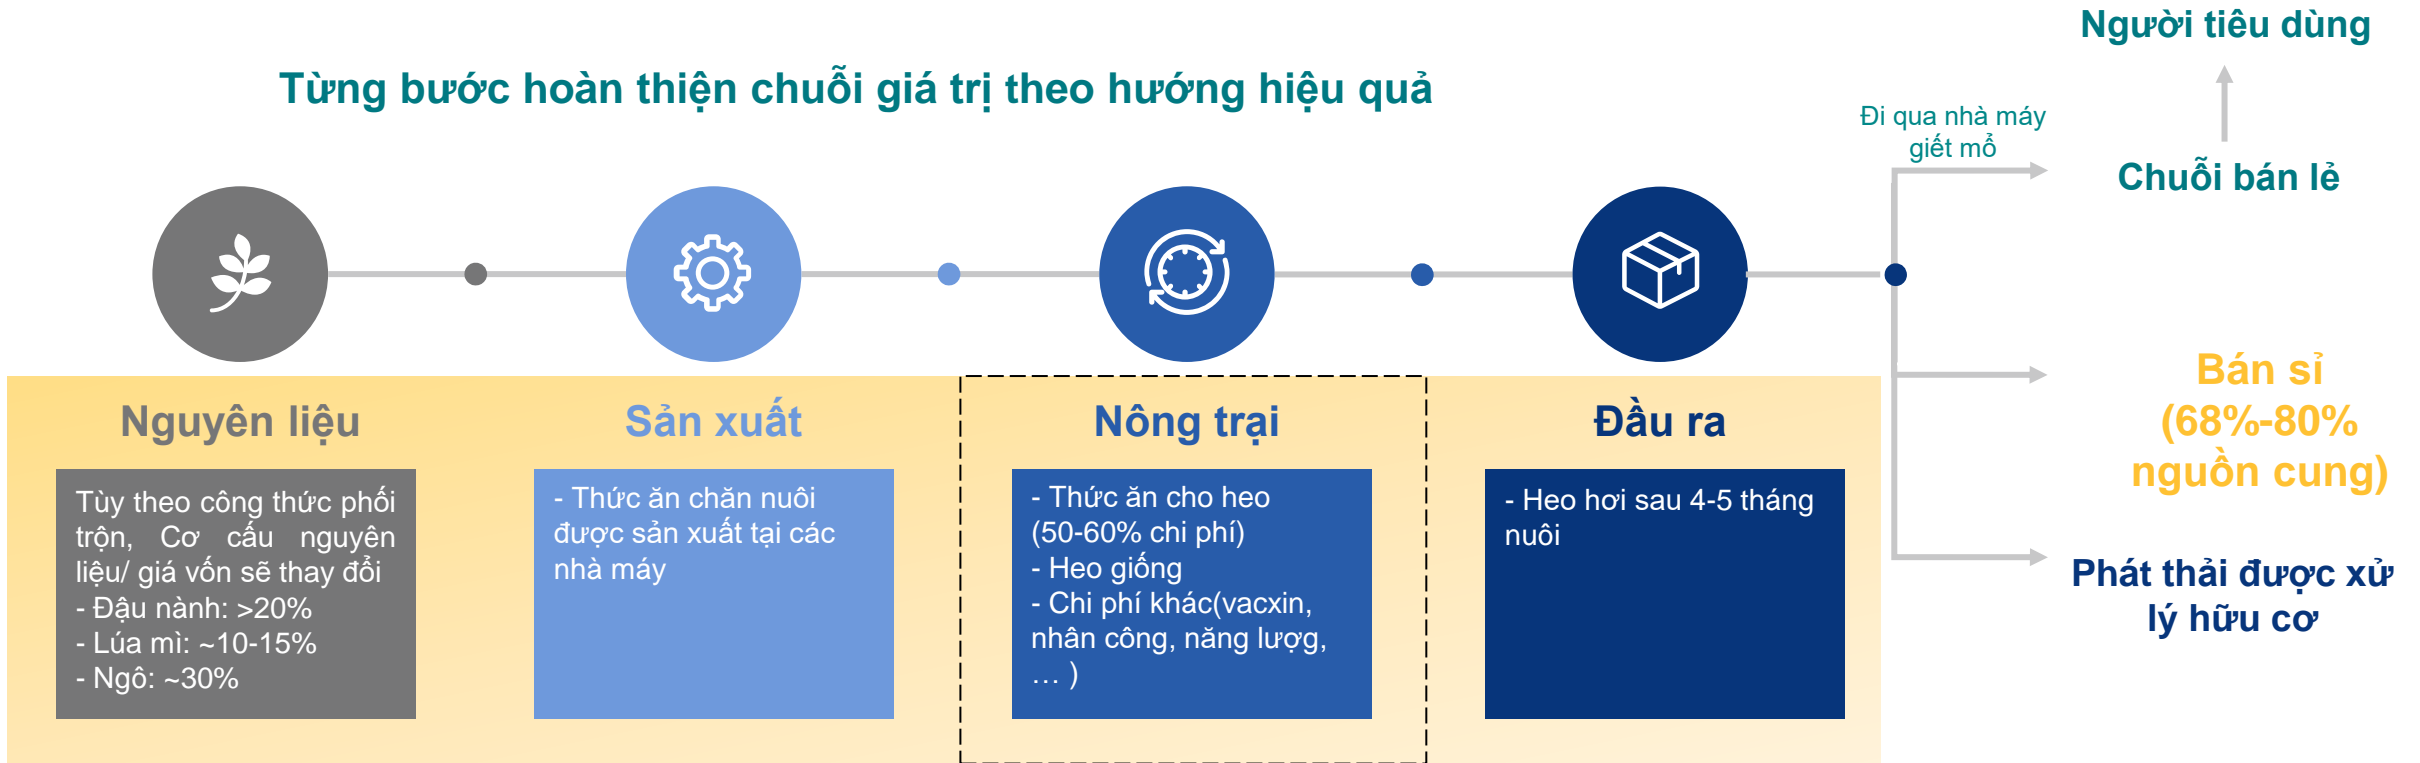 Từng bước hoàn thiện chuỗi giá trị theo hướng hiệu quả
Người tiêu dùng
Đi qua nhà máy
giết mổ
Chuỗi bán lẻ
Nguyên liệu
Tùy theo công thức phối
trộn, Cơ cấu nguyên
liệu/ giá vốn sẽ thay đổi
- Đậu nành: >20%
- Lúa mì: ~10-15%
- Ngô: ~30%
Sản xuất
- Thức ăn chăn nuôi
được sản xuất tại các
nhà máy
Nông trại
- Thức ăn cho heo
(50-60% chi phí)
- Heo giống
- Chi phí khác(vacxin,
nhân công, năng lượg,
… )
Đầu ra
- Heo hơi sau 4-5 tháng
nuôi
Bán sỉ
(68%-80%
nguồn cung)
Phát thải được xử
lý hữu cơ